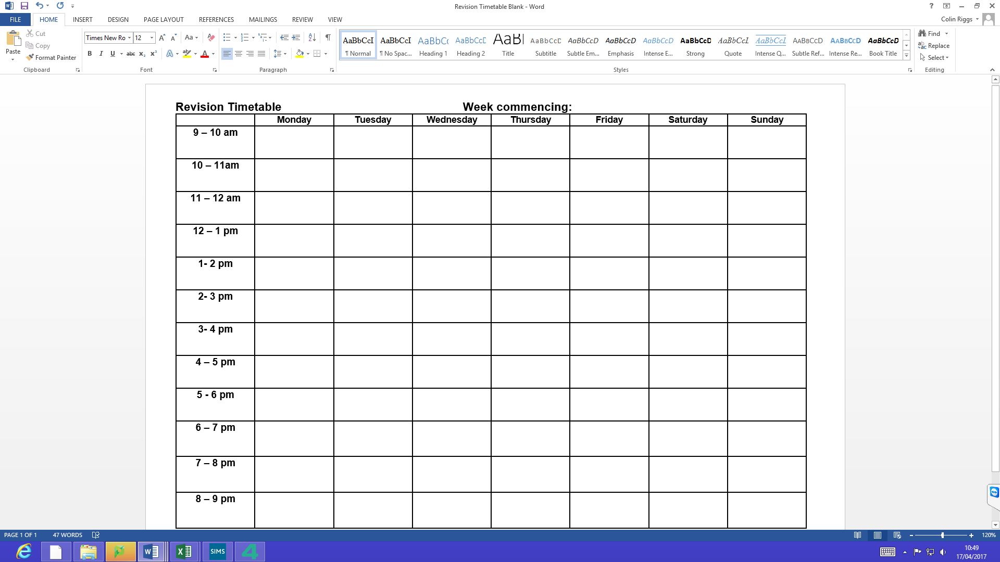 Revision Timetable Blank - Word
FILE HOME INSERT DESIGN PAGE LAYOUT REFERENCES MAILINGS REVIEW VIEW
Colin Riggs
Paste
Cut
Copy
Format Painter
Clipboard
Times New Ro 12
Font
Paragraph
AaBbCcI AaBbCcI AaBbCc AaBbCcD AaBl AaBbCcD AaBbCcD AaBbCcD AaBbCcD AaBbCcD AaBbCcL AaBbCcL AaBbCcD AaBbCcD AaBbCcD
¶ Normal ¶ No Spac... Heading 1 Heading 2 Title Subtitle Subtle Em... Emphasis Intense E... Strong Quote Intense Q... Subtle Ref... Intense Re... Book Title
Styles
Find
Replace
Select
Editing
Revision Timetable Week commencing:
Monday Tuesday Wednesday Thursday Friday Saturday Sunday
9 – 10 am
10 – 11am
11 – 12 am
12 – 1 pm
1- 2 pm
2- 3 pm
3- 4 pm
4 – 5 pm
5 - 6 pm
6 – 7 pm
7 – 8 pm
8 – 9 pm
PAGE 1 OF 1 47 WORDS 120%
SIMS
10:49
17/04/2017